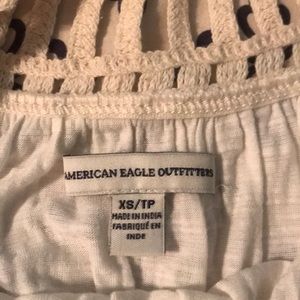 AMERICAN EAGLE OUTFITTERS
XS/TP
MADE IN INDIA
FABRIQUÉ EN
INDE